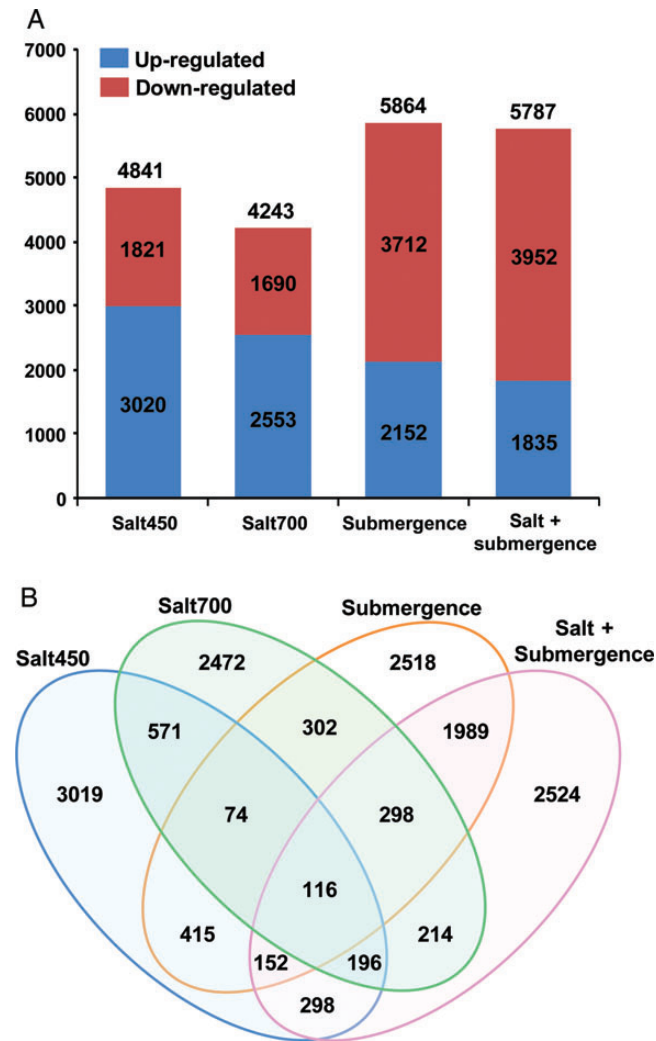 A
7000
6000
5000
4000
3000
2000
1000
0
Up-regulated
Down-regulated
4841
1821
3020
4243
1690
2553
5864
3712
2152
5787
3952
1835
Salt450
Salt700
Submergence
Salt +
submergence
B
Salt700
Submergence
Salt450
Salt +
Submergence
2472
2518
571
302
1989
3019
74
298
2524
116
415
214
152
196
298